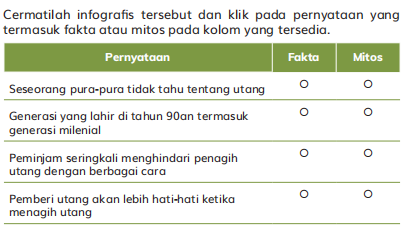 Cermatilah infografis tersebut dan klik pada pernyataan yang
termasuk fakta atau mitos pada kolom yang tersedia.
Pernyataan Fakta Mitos
Seseorang pura-pura tidak tahu tentang utang
Generasi yang lahir di tahun 90an termasuk
generasi milenial
Peminjam seringkali menghindari penagih
utang dengan berbagai cara
Pemberi utang akan lebih hati-hati ketika
menagih utang